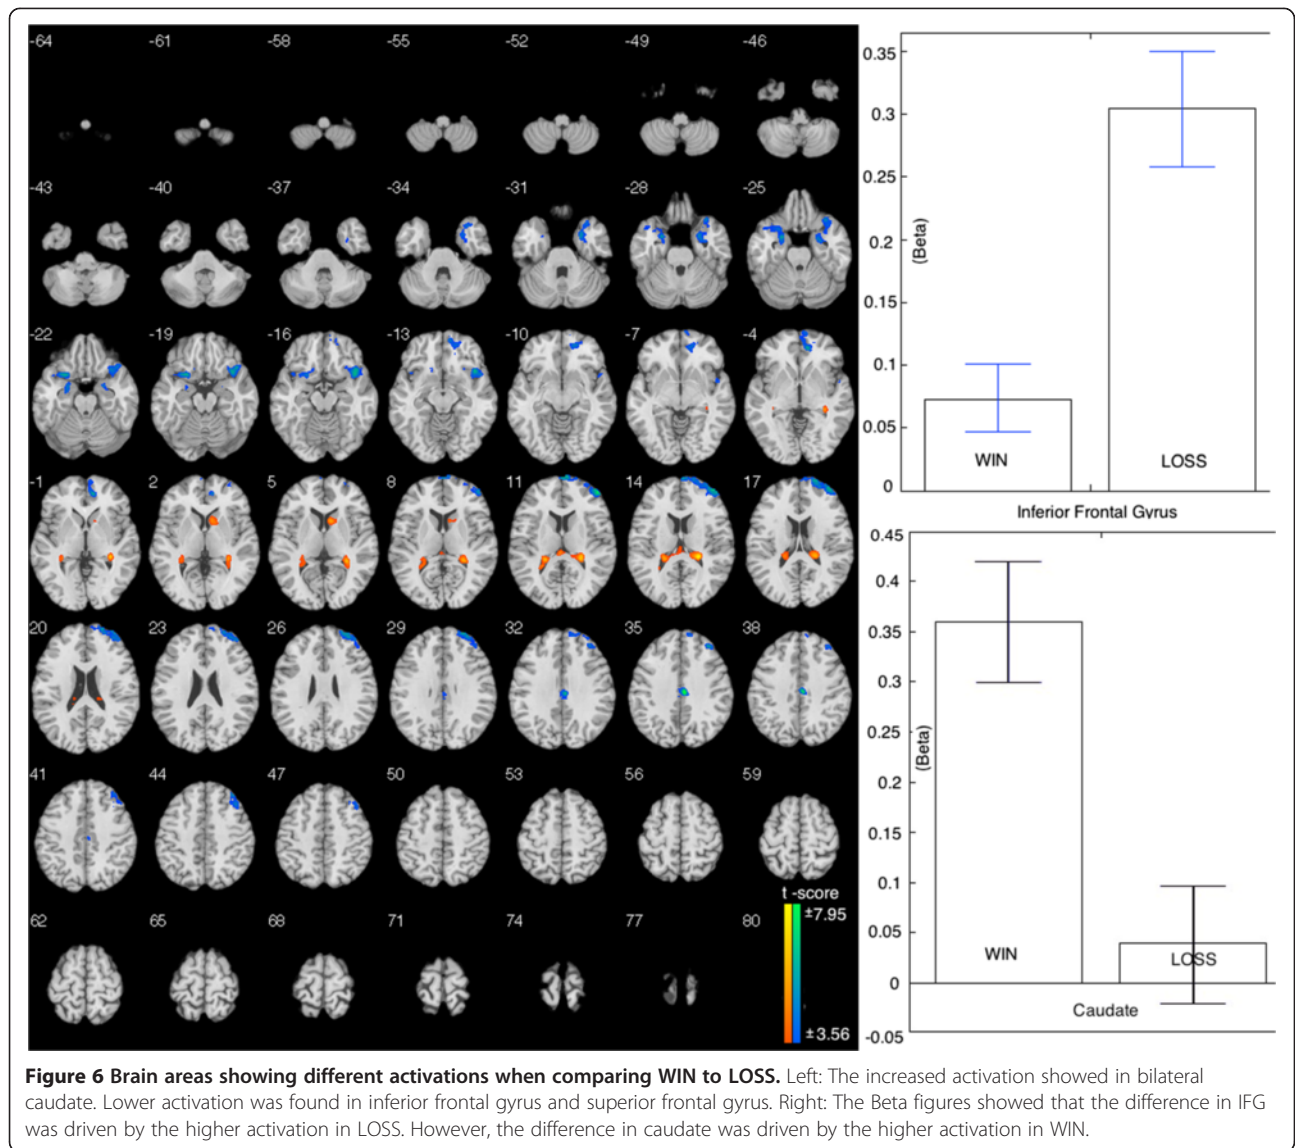 -64 -61 -58 -55 -52 -49 -46
-43 -40 -37 -34 -31 -28 -25
-22 -19 -16 -13 -10 -7 -4
-1 2 5 8 11 14 17
20 23 26 29 32 35 38
41 44 47 50 53 56 59
62 65 68 71 74 77 80
t -score
±7.95
±3.56
0.35
0.3
0.25
0.2
0.15
0.1
0.05
0
(Beta)
WIN LOSS
Inferior Frontal Gyrus
0.45
0.4
0.35
0.3
0.25
0.2
0.15
0.1
0.05
0
-0.05
(Beta)
WIN LOSS
Caudate
Figure 6 Brain areas showing different activations when comparing WIN to LOSS. Left: The increased activation showed in bilateral
caudate. Lower activation was found in inferior frontal gyrus and superior frontal gyrus. Right: The Beta figures showed that the difference in IFG
was driven by the higher activation in LOSS. However, the difference in caudate was driven by the higher activation in WIN.